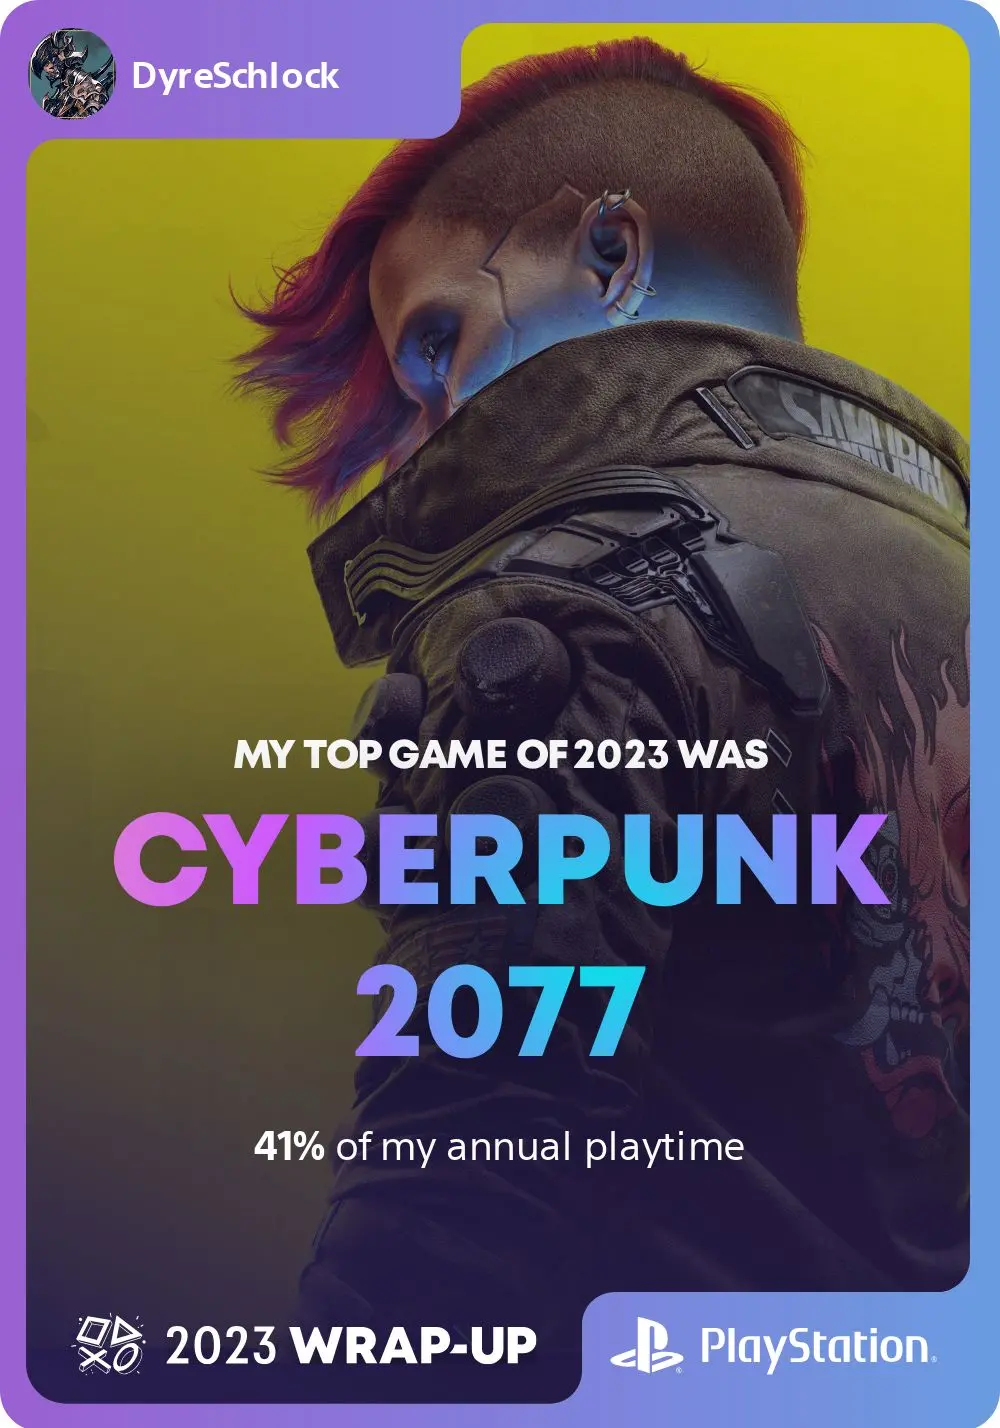 DyreSchlock
SAMURAI
MY TOP GAME OF 2023 WAS
CYBERPUNK
2077
41% of my annual playtime
2023 WRAP-UP
PlayStation®